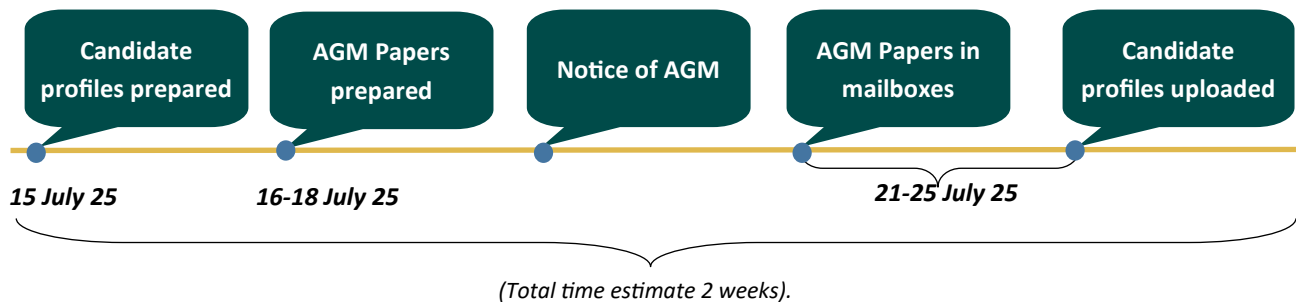 Candidate
profiles prepared
AGM Papers
prepared
Notice of AGM
AGM Papers in
mailboxes
Candidate
profiles uploaded
15 July 25
16-18 July 25
21-25 July 25
(Total time estimate 2 weeks).